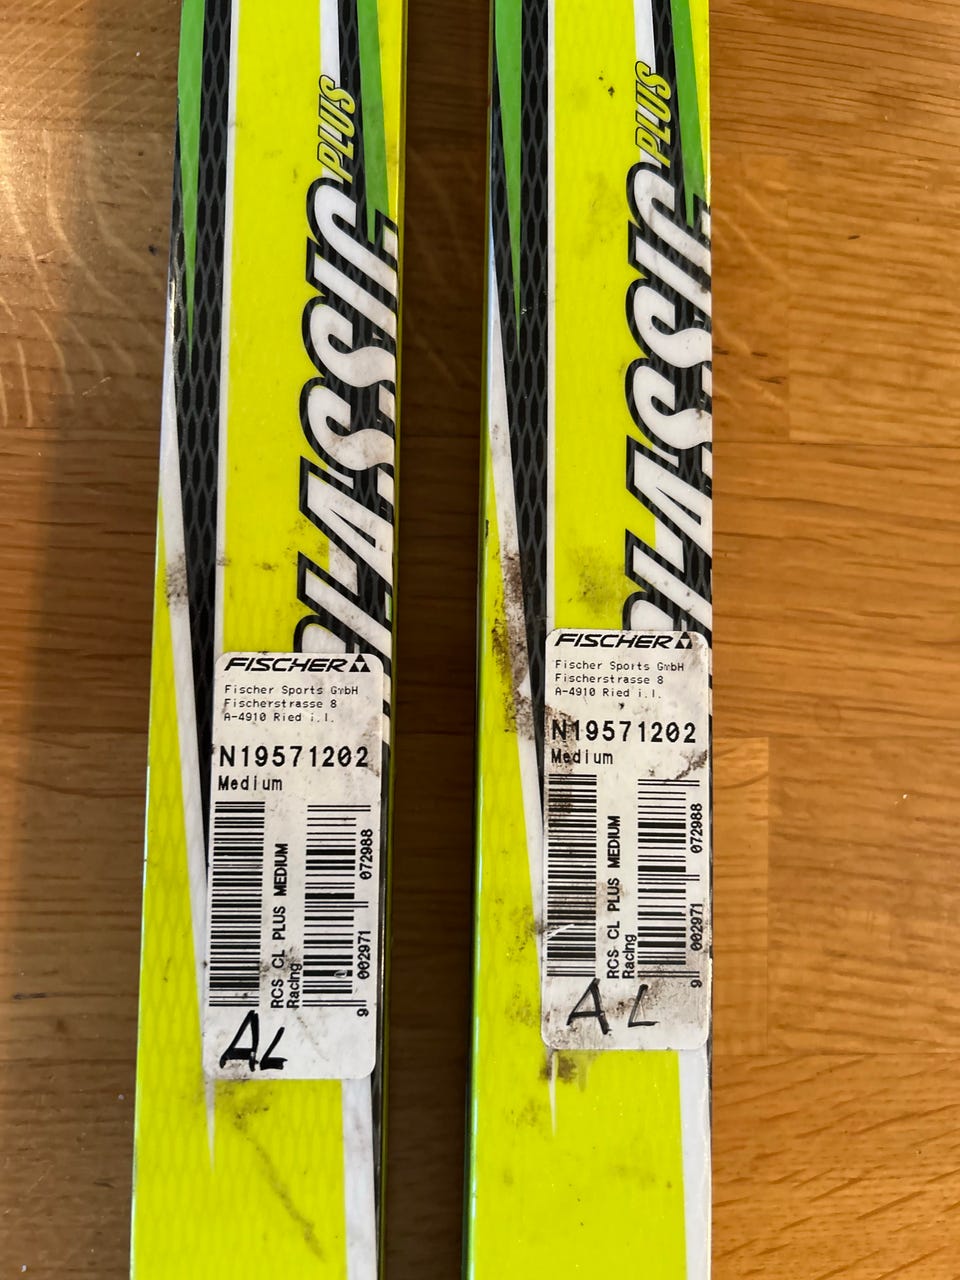 CLASSIC PLUS
FISCHER
Fischer Sports GmbH
Fischerstrasse 8
A-4910 Ried i.I.
N19571202
Medium
RCS CL PLUS MEDIUM
Racing
9 002971 072988
AL
PLUS
FISCHER
Fischer Sports GmbH
Fischerstrasse 8
A-4910 Ried i.I.
N19571202
Medium
RCS CL PLUS MEDIUM
Racing
9 002971 072988
AL